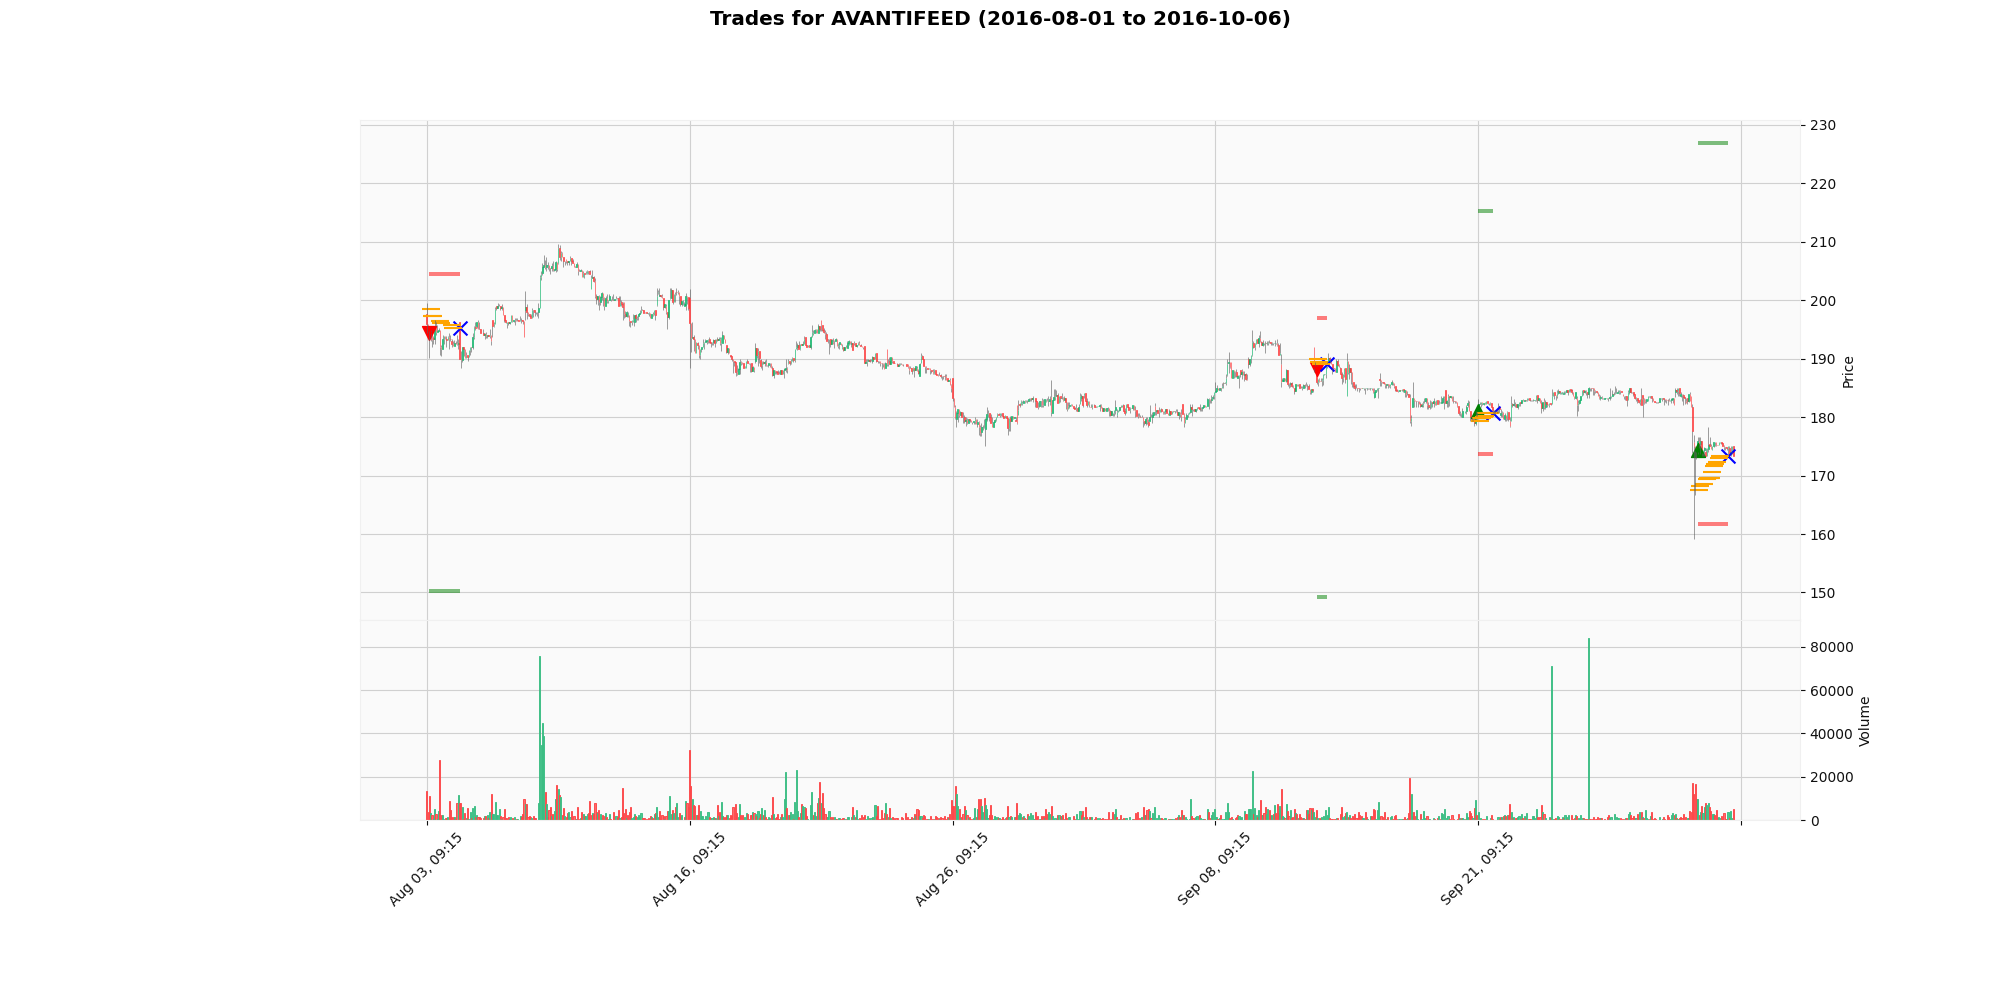 Trades for AVANTIFEED (2016-08-01 to 2016-10-06)
230
220
210
200
190
180
170
160
150
Price
80000
60000
40000
20000
0
Volume
Aug 03, 09:15
Aug 16, 09:15
Aug 26, 09:15
Sep 08, 09:15
Sep 21, 09:15